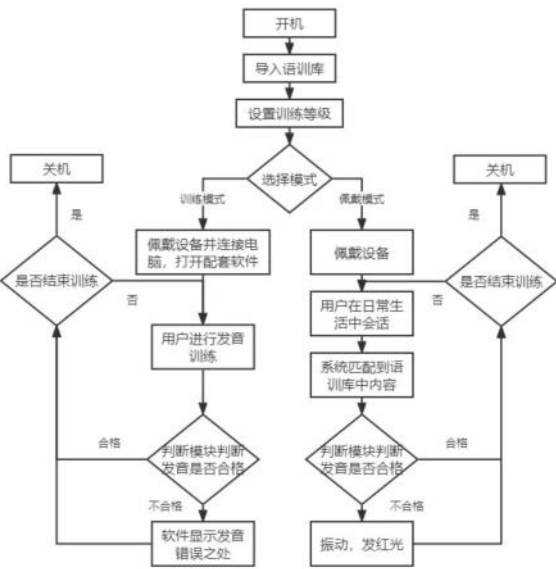 开机
导入语训库
设置训练等级
选择模式
训练模式
佩戴模式
关机
是
是否结束训练
否
佩戴设备并连接电
脑，打开配套软件
用户进行发音
训练
合格
判断模块判断
发音是否合格
不合格
软件显示发音
错误之处
关机
是
是否结束训练
否
佩戴设备
用户在日常生
活中会话
系统匹配到语
训库中内容
合格
判断模块判断
发音是否合格
不合格
振动，发红光